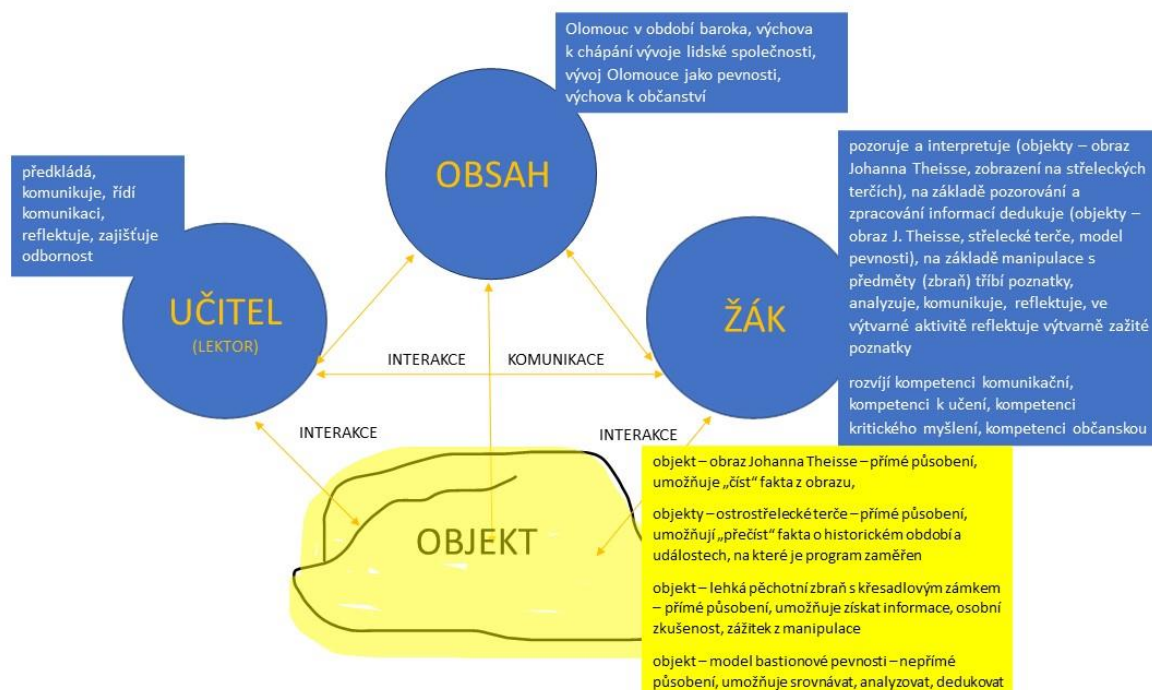 Olomouc v období baroka, výchova
k chápání vývoje lidské společnosti,
vývoj Olomouce jako pevnosti,
výchova k občanství
OBSAH
předkládá,
komunikuje, řídí
komunikaci,
reflektuje, zajišťuje
odbornost
UČITEL
(LEKTOR)
ŽÁK
pozoruje a interpretuje (objekty – obraz
Johanna Theisse, zobrazení na střeleckých
terčích), na základě pozorování a
zpracování informací dedukuje (objekty –
obraz J. Theisse, střelecké terče, model
pevnosti), na základě manipulace s
předměty (zbraň) tříbí poznatky,
analyzuje, komunikuje, reflektuje, ve
výtvarné aktivitě reflektuje výtvarně zažité
poznatky
rozvíjí kompetenci komunikační,
kompetenci k učení, kompetenci
kritického myšlení, kompetenci občanskou
INTERAKCE
KOMUNIKACE
INTERAKCE
INTERAKCE
OBJEKT
objekt – obraz Johanna Theisse – přímé působení,
umožňuje „číst“ fakta z obrazu,
objekty – ostrostřelecké terče – přímé působení,
umožňují „přečíst“ fakta o historickém období a
událostech, na které je program zaměřen
objekt – lehká pěchotní zbraň s křesadlovým zámkem
– přímé působení, umožňuje získat informace, osobní
zkušenost, zážitek z manipulace
objekt – model bastionové pevnosti – nepřímé
působení, umožňuje srovnávat, analyzovat, dedukovat